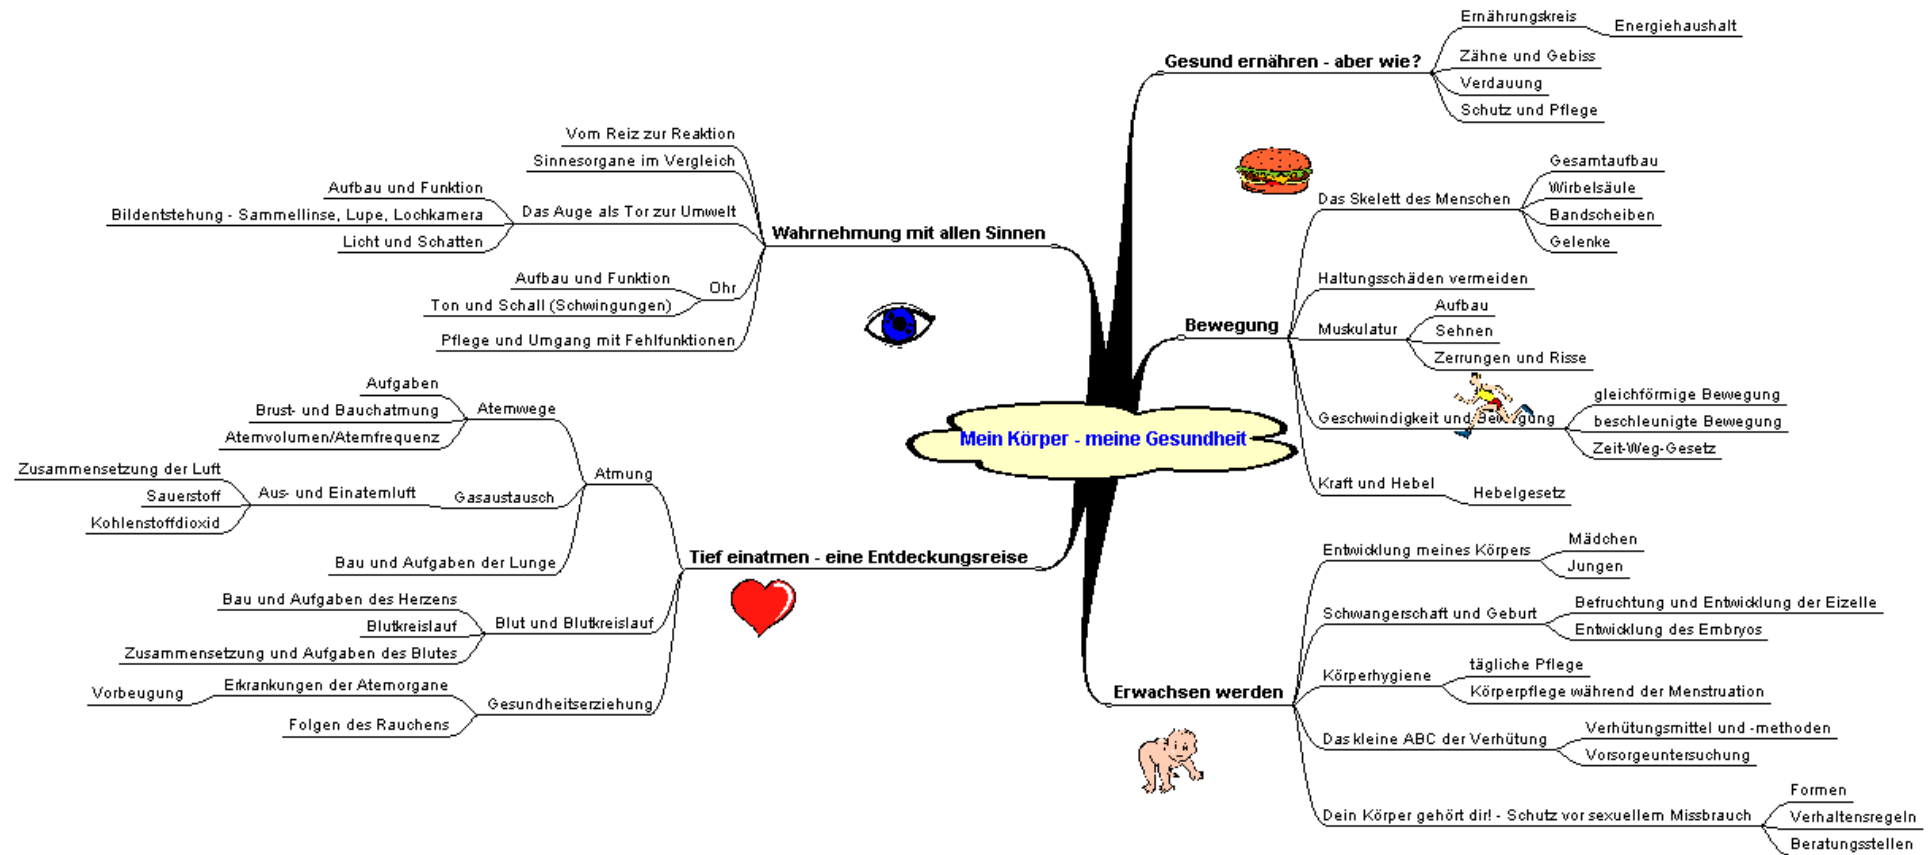 Mein Körper - meine Gesundheit
Gesund ernähren - aber wie?
Ernährungskreis
Energiehaushalt
Zähne und Gebiss
Verdauung
Schutz und Pflege
Bewegung
Das Skelett des Menschen
Gesamtaufbau
Wirbelsäule
Bandscheiben
Gelenke
Haltungsschäden vermeiden
Muskulatur
Aufbau
Sehnen
Zerrungen und Risse
Geschwindigkeit und Bewegung
gleichförmige Bewegung
beschleunigte Bewegung
Zeit-Weg-Gesetz
Kraft und Hebel
Hebelgesetz
Erwachsen werden
Entwicklung meines Körpers
Mädchen
Jungen
Schwangerschaft und Geburt
Befruchtung und Entwicklung der Eizelle
Entwicklung des Embryos
Körperhygiene
tägliche Pflege
Körperpflege während der Menstruation
Das kleine ABC der Verhütung
Verhütungsmittel und -methoden
Vorsorgeuntersuchung
Dein Körper gehört dir! - Schutz vor sexuellem Missbrauch
Formen
Verhaltensregeln
Beratungsstellen
Wahrnehmung mit allen Sinnen
Vom Reiz zur Reaktion
Sinnesorgane im Vergleich
Das Auge als Tor zur Umwelt
Aufbau und Funktion
Bildentstehung - Sammellinse, Lupe, Lochkamera
Licht und Schatten
Ohr
Aufbau und Funktion
Ton und Schall (Schwingungen)
Pflege und Umgang mit Fehlfunktionen
Tief einatmen - eine Entdeckungsreise
Atmung
Atemwege
Aufgaben
Brust- und Bauchatmung
Atemvolumen/Atemfrequenz
Gasaustausch
Aus- und Einatemluft
Zusammensetzung der Luft
Sauerstoff
Kohlenstoffdioxid
Bau und Aufgaben der Lunge
Blut und Blutkreislauf
Bau und Aufgaben des Herzens
Blutkreislauf
Zusammensetzung und Aufgaben des Blutes
Gesundheitserziehung
Erkrankungen der Atemorgane
Vorbeugung
Folgen des Rauchens